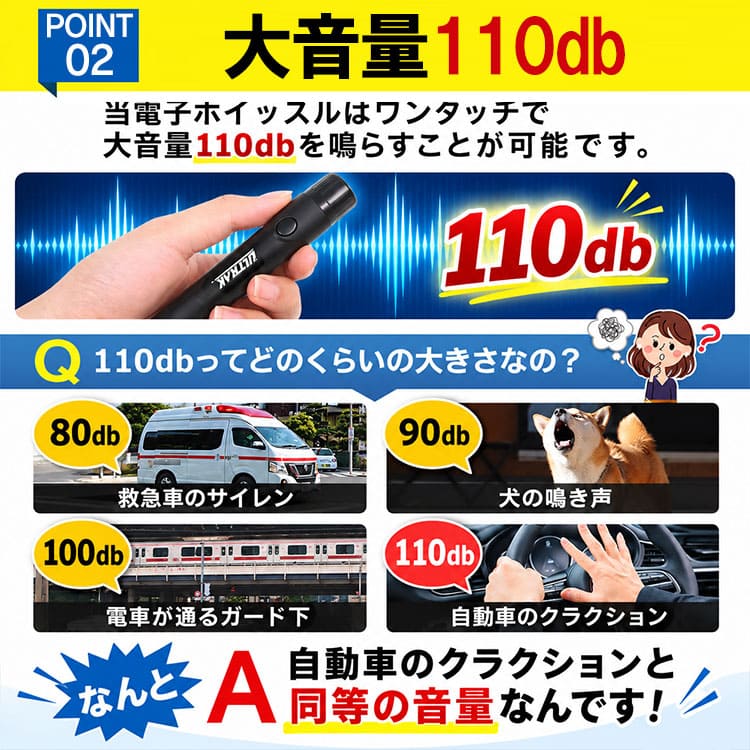 POINT
02
大音量110db
当電子ホイッスルはワンタッチで
大音量110dbを鳴らすことが可能です。
ULTRAK
110db
Q 110dbってどのくらいの大きさなの？
?
80db
救急車のサイレン
90db
犬の鳴き声
100db
電車が通るガード下
110db
自動車のクラクション
なんと
A
自動車のクラクションと
同等の音量なんです!